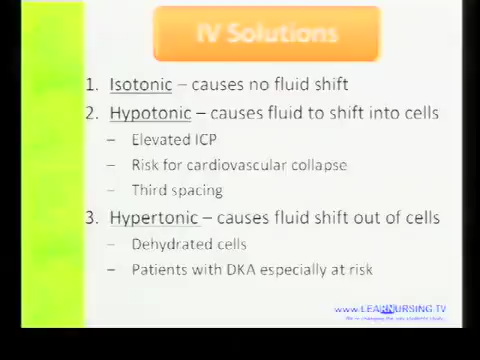 IV Solutions
1. Isotonic – causes no fluid shift
2. Hypotonic – causes fluid to shift into cells
– Elevated ICP
– Risk for cardiovascular collapse
– Third spacing
3. Hypertonic – causes fluid shift out of cells
– Dehydrated cells
– Patients with DKA especially at risk
www.LEARNURSING.TV